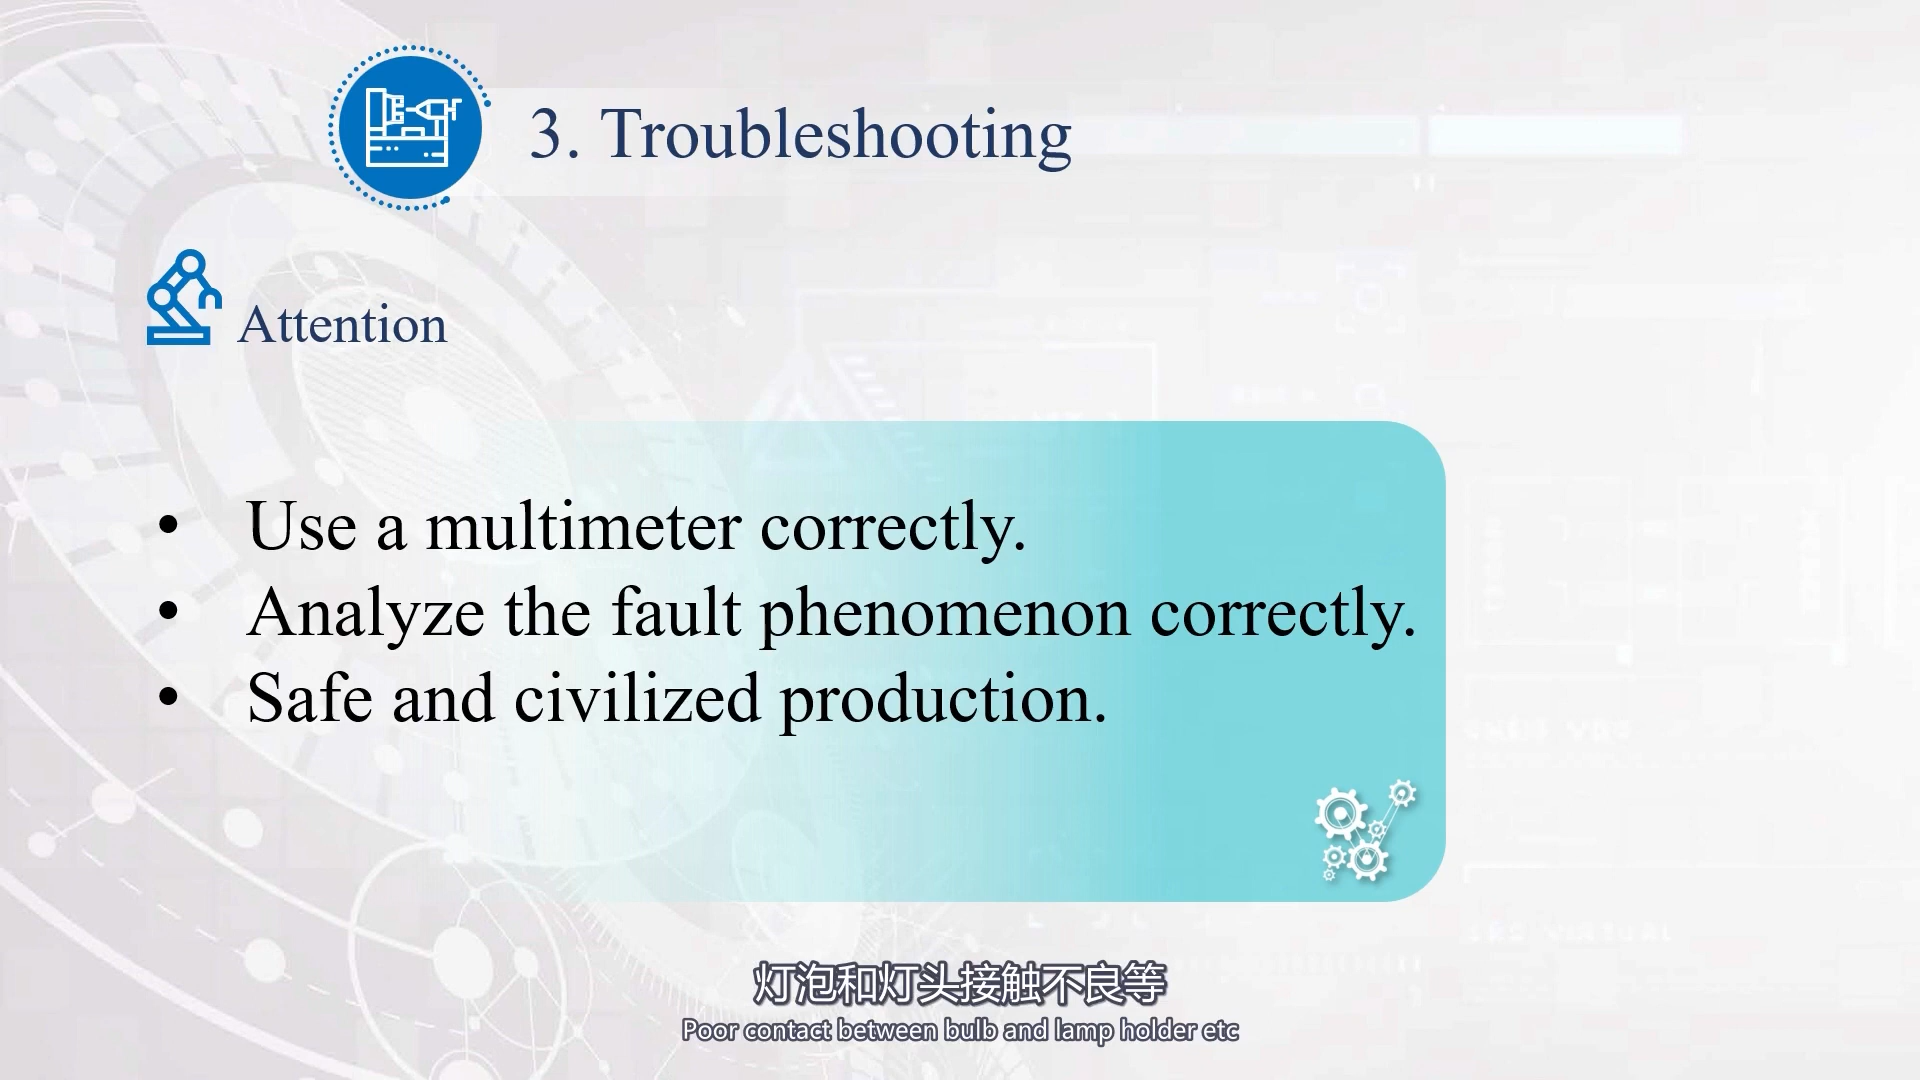 3. Troubleshooting
Attention
• Use a multimeter correctly.
• Analyze the fault phenomenon correctly.
• Safe and civilized production.
灯泡和灯头接触不良等
Poor contact between bulb and lamp holder etc